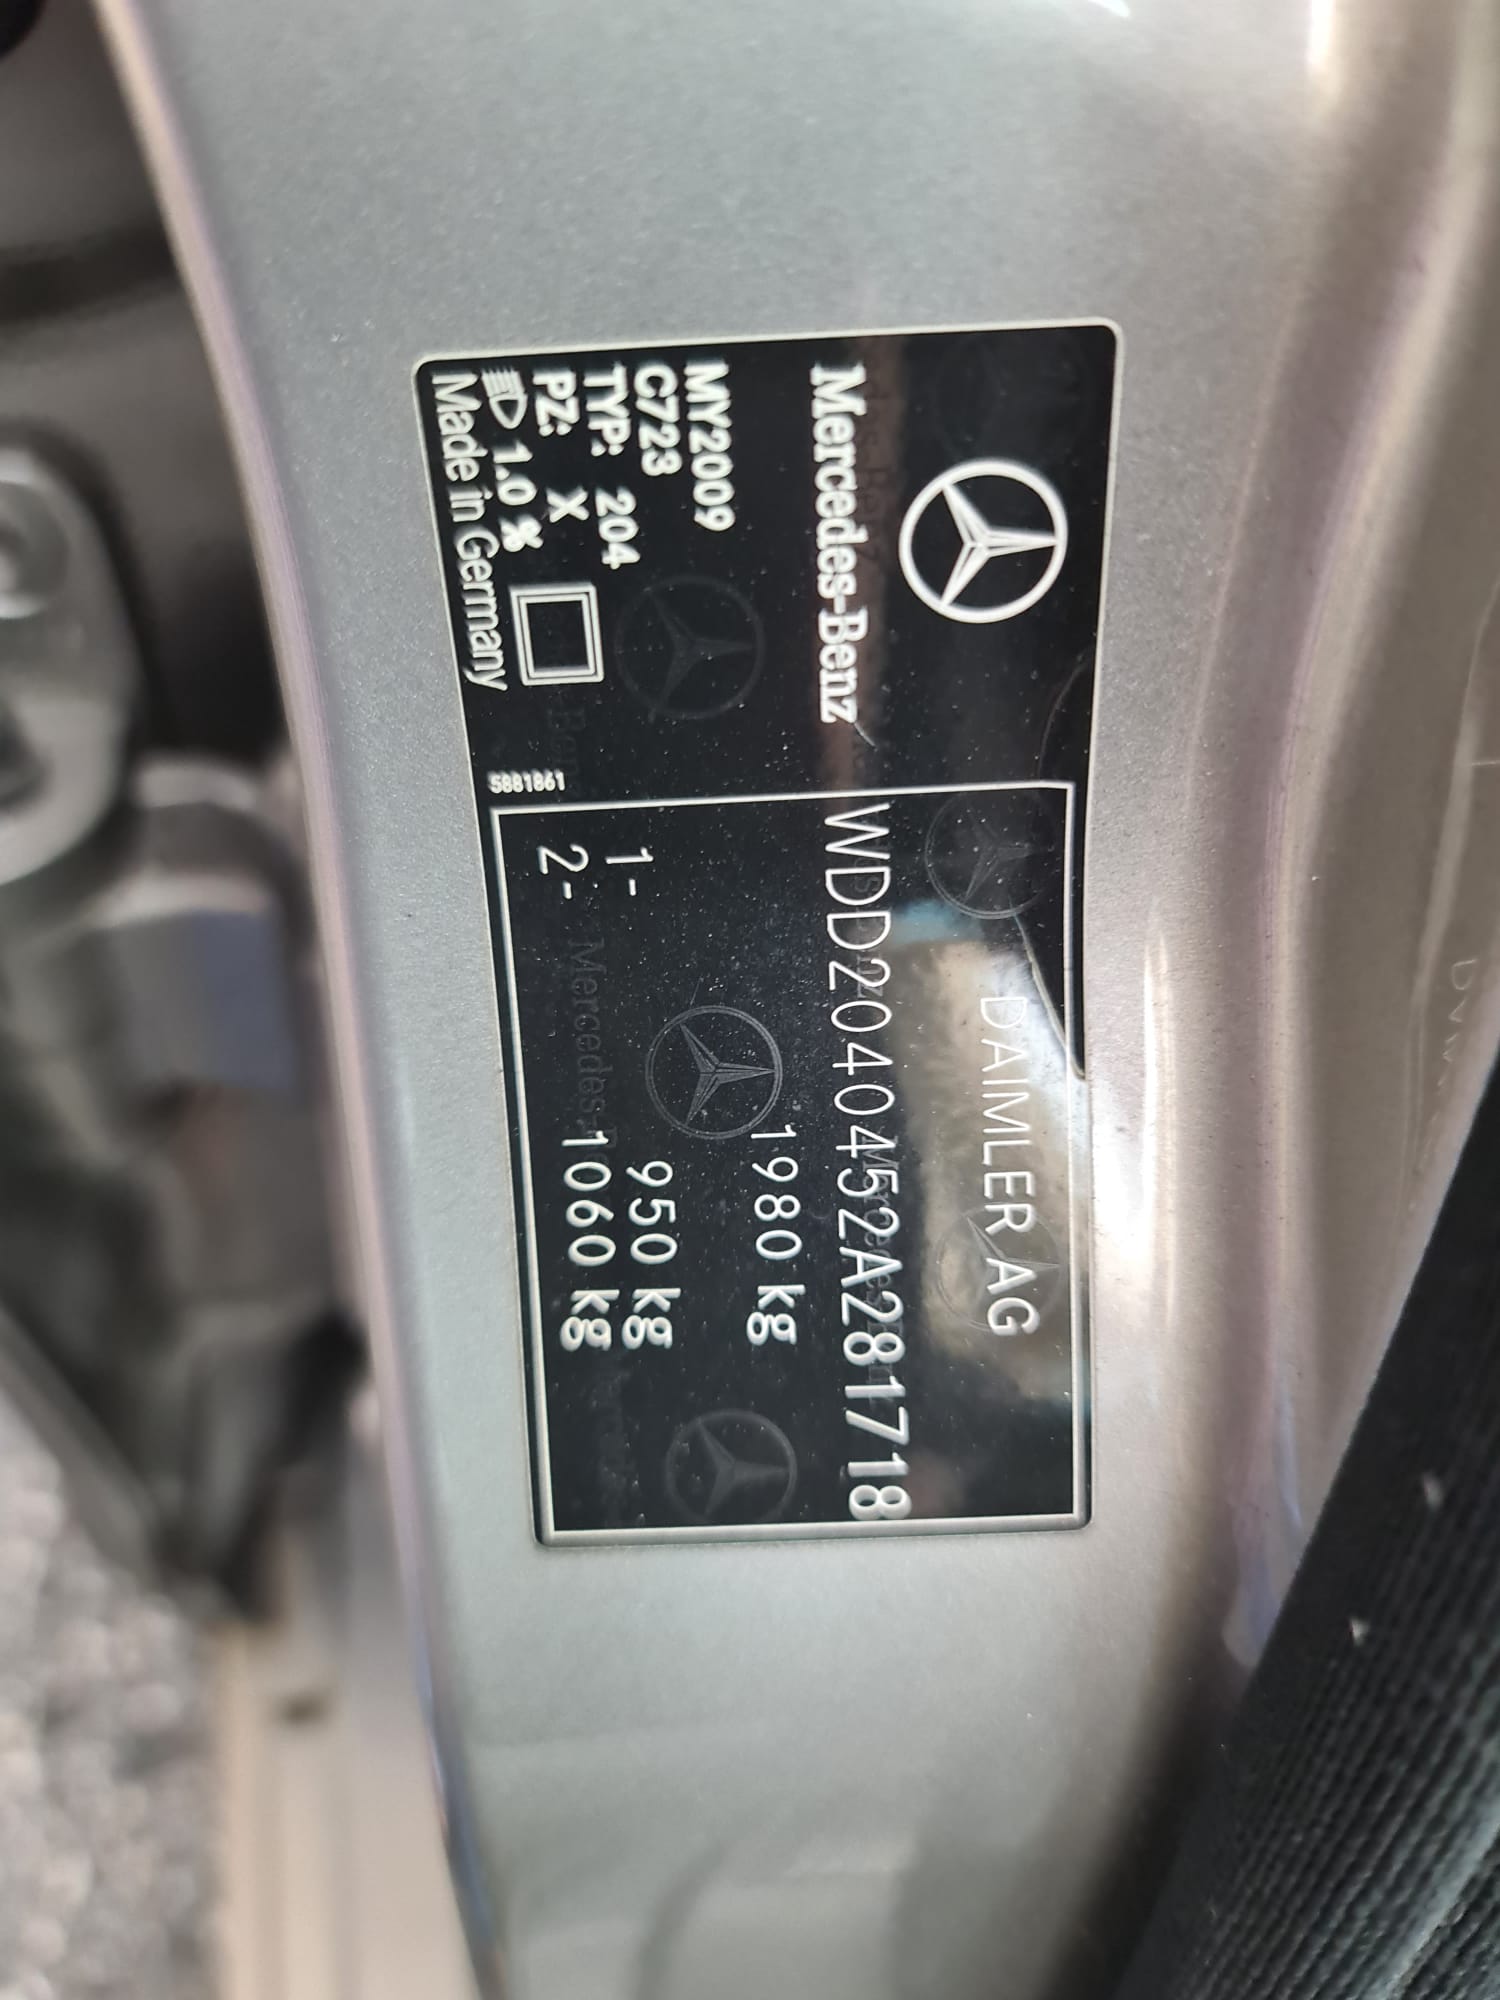 Mercedes-Benz
MY2009
C723
TYP: 204
PZ: X
1.0 %
Made in Germany
5881861
DAIMLER AG
WDD2040452A281718
1980 kg
1- 950 kg
2- 1060 kg